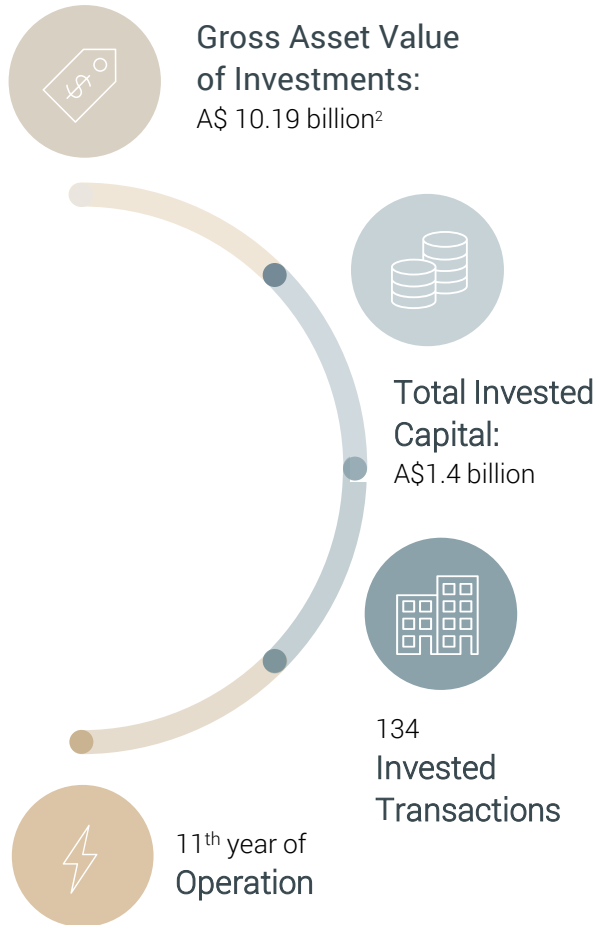 Gross Asset Value
of Investments:
A$ 10.19 billion²
Total Invested
Capital:
A$1.4 billion
134
Invested
Transactions
11th year of
Operation